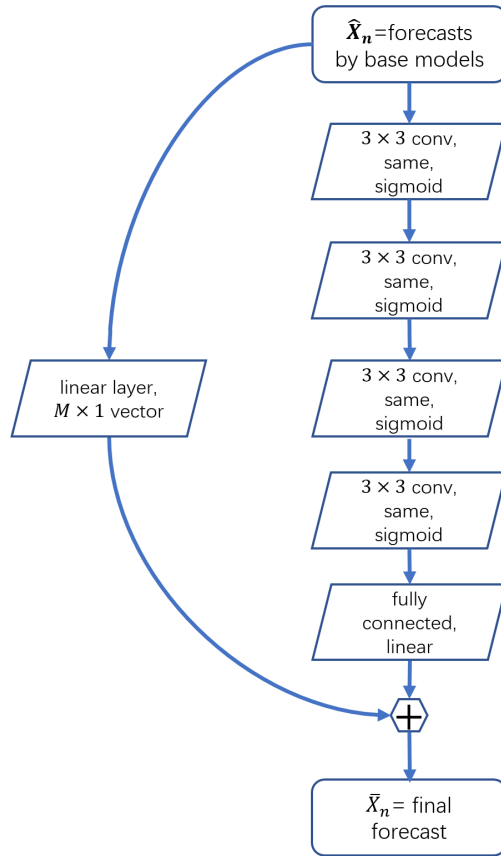 X̂ₙ=forecasts
by base models
3 × 3 conv,
same,
sigmoid
3 × 3 conv,
same,
sigmoid
linear layer,
M × 1 vector
3 × 3 conv,
same,
sigmoid
3 × 3 conv,
same,
sigmoid
fully
connected,
linear
+
X̄ₙ= final
forecast